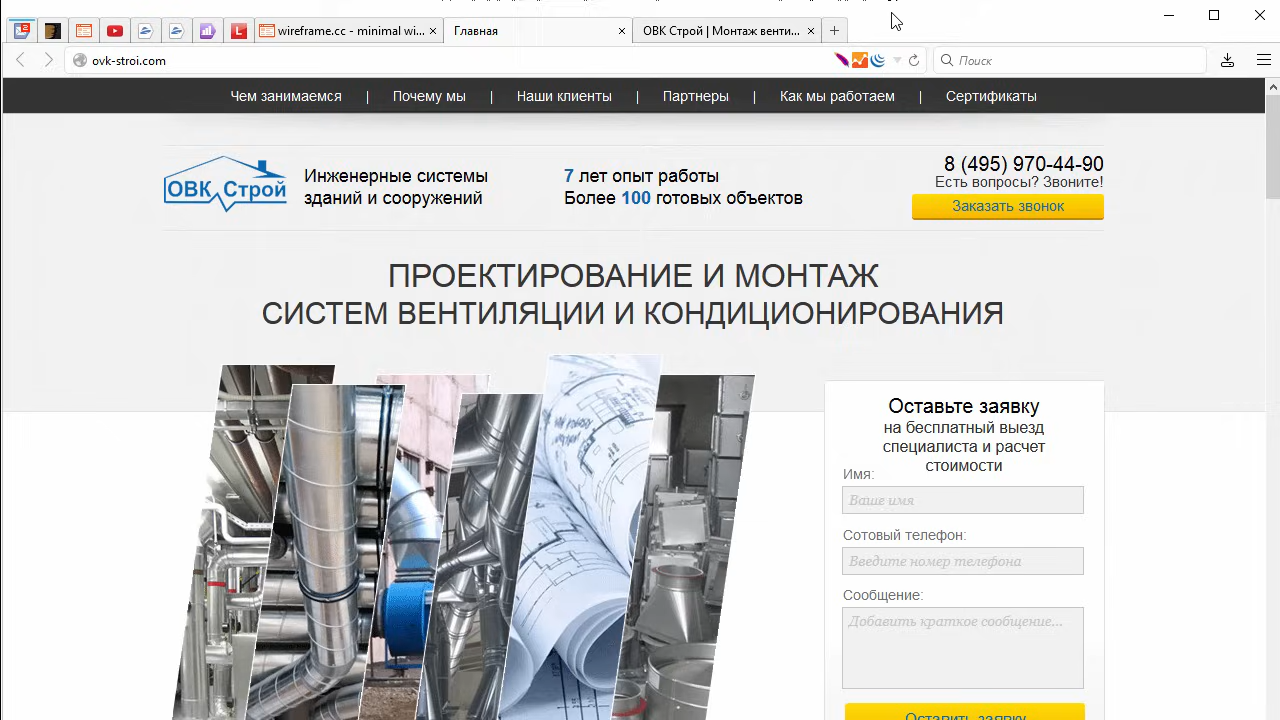 wireframe.cc - minimal wi...
Главная
ОВК Строй | Монтаж венти...
ovk-stroi.com
Поиск
Чем занимаемся | Почему мы | Наши клиенты | Партнеры | Как мы работаем | Сертификаты
ОВК Строй
Инженерные системы
зданий и сооружений
7 лет опыт работы
Более 100 готовых объектов
8 (495) 970-44-90
Есть вопросы? Звоните!
Заказать звонок
ПРОЕКТИРОВАНИЕ И МОНТАЖ
СИСТЕМ ВЕНТИЛЯЦИИ И КОНДИЦИОНИРОВАНИЯ
Оставьте заявку
на бесплатный выезд
специалиста и расчет
стоимости
Имя:
Ваше имя
Сотовый телефон:
Введите номер телефона
Сообщение:
Добавить краткое сообщение...
Оставить заявку